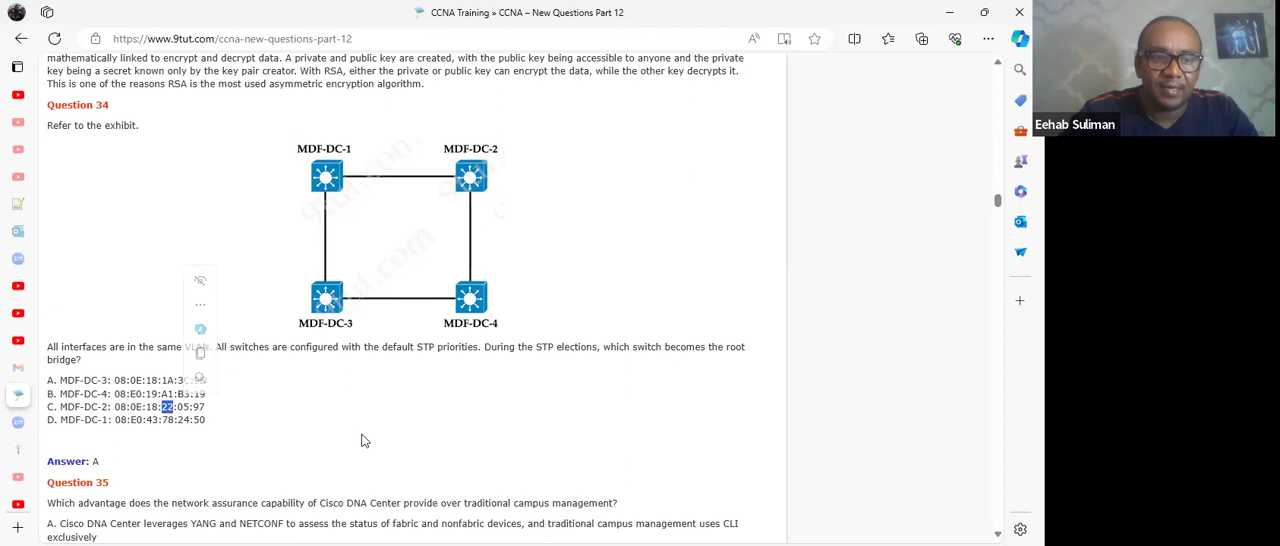 CCNA Training » CCNA – New Questions Part 12
https://www.9tut.com/ccna-new-questions-part-12
mathematically linked to encrypt and decrypt data. A private and public key are created, with the public key being accessible to anyone and the private
key being a secret known only by the key pair creator. With RSA, either the private or public key can encrypt the data, while the other key decrypts it.
This is one of the reasons RSA is the most used asymmetric encryption algorithm.
Question 34
Refer to the exhibit.
MDF-DC-1 MDF-DC-2
9tut.com
9tut.com
MDF-DC-3 MDF-DC-4
All interfaces are in the same VLAN. All switches are configured with the default STP priorities. During the STP elections, which switch becomes the root
bridge?
A. MDF-DC-3: 08:0E:18:1A:3C:
B. MDF-DC-4: 08:E0:19:A1:B3:19
C. MDF-DC-2: 08:0E:18:22:05:97
D. MDF-DC-1: 08:E0:43:78:24:50
Answer: A
Question 35
Which advantage does the network assurance capability of Cisco DNA Center provide over traditional campus management?
A. Cisco DNA Center leverages YANG and NETCONF to assess the status of fabric and nonfabric devices, and traditional campus management uses CLI
exclusively
Eehab Suliman